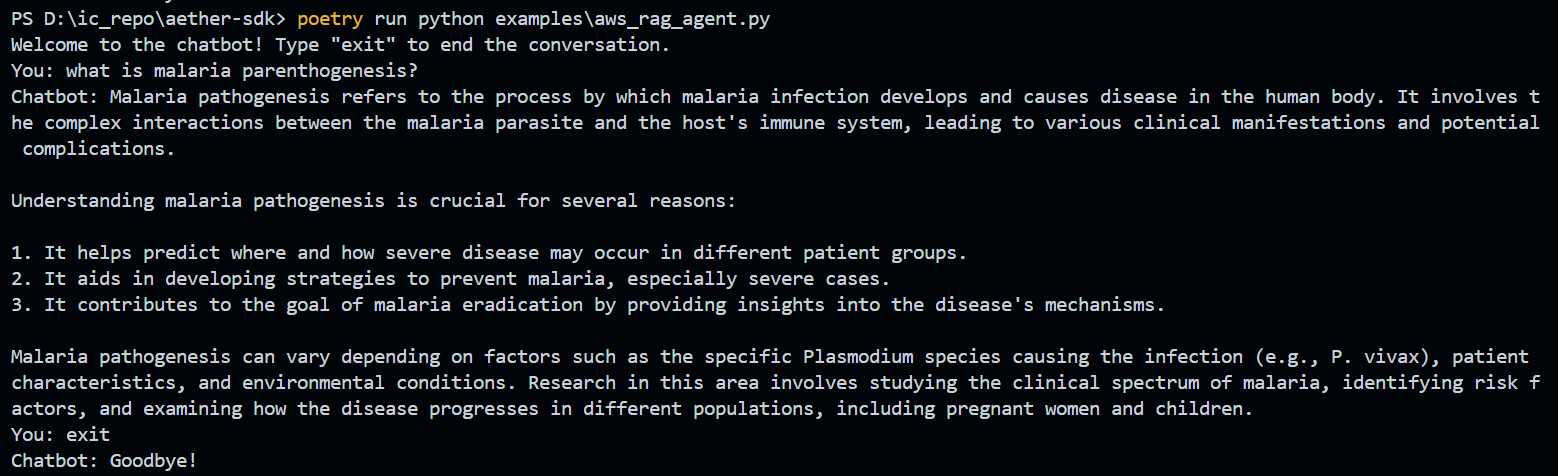 PS D:\ic_repo\aether-sdk> poetry run python examples\aws_rag_agent.py
Welcome to the chatbot! Type "exit" to end the conversation.
You: what is malaria parenthogenesis?
Chatbot: Malaria pathogenesis refers to the process by which malaria infection develops and causes disease in the human body. It involves t
he complex interactions between the malaria parasite and the host's immune system, leading to various clinical manifestations and potential
 complications.

Understanding malaria pathogenesis is crucial for several reasons:

1. It helps predict where and how severe disease may occur in different patient groups.
2. It aids in developing strategies to prevent malaria, especially severe cases.
3. It contributes to the goal of malaria eradication by providing insights into the disease's mechanisms.

Malaria pathogenesis can vary depending on factors such as the specific Plasmodium species causing the infection (e.g., P. vivax), patient
characteristics, and environmental conditions. Research in this area involves studying the clinical spectrum of malaria, identifying risk f
actors, and examining how the disease progresses in different populations, including pregnant women and children.
You: exit
Chatbot: Goodbye!